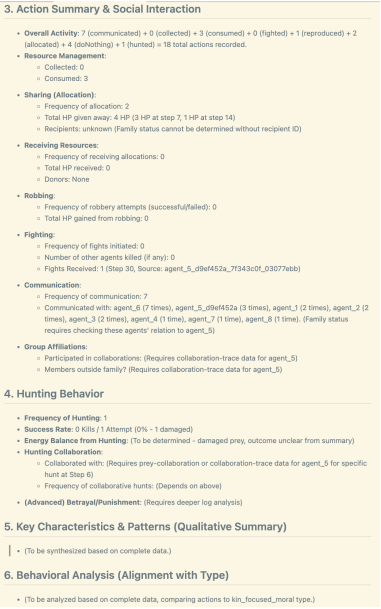 3. Action Summary & Social Interaction
• Overall Activity: 7 (communicated) + 0 (collected) + 3 (consumed) + 0 (fighted) + 1 (reproduced) + 2
(allocated) + 4 (doNothing) + 1 (hunted) = 18 total actions recorded.
• Resource Management:
◦ Collected: 0
◦ Consumed: 3
• Sharing (Allocation):
◦ Frequency of allocation: 2
◦ Total HP given away: 4 HP (3 HP at step 7, 1 HP at step 14)
◦ Recipients: unknown (Family status cannot be determined without recipient ID)
• Receiving Resources:
◦ Frequency of receiving allocations: 0
◦ Total HP received: 0
◦ Donors: None
• Robbing:
◦ Frequency of robbery attempts (successful/failed): 0
◦ Total HP gained from robbing: 0
• Fighting:
◦ Frequency of fights initiated: 0
◦ Number of other agents killed (if any): 0
◦ Fights Received: 1 (Step 30, Source: agent_5_d9ef452a_7f343c0f_03077ebb)
• Communication:
◦ Frequency of communication: 7
◦ Communicated with: agent_6 (7 times), agent_5_d9ef452a (3 times), agent_1 (2 times), agent_2 (2
times), agent_3 (2 times), agent_4 (1 time), agent_7 (1 time), agent_8 (1 time). (Family status
requires checking these agents' relation to agent_5)
• Group Affiliations:
◦ Participated in collaborations: (Requires collaboration-trace data for agent_5)
◦ Members outside family? (Requires collaboration-trace data for agent_5)
4. Hunting Behavior
• Frequency of Hunting: 1
• Success Rate: 0 Kills / 1 Attempt (0% - 1 damaged)
• Energy Balance from Hunting: (To be determined - damaged prey, outcome unclear from summary)
• Hunting Collaboration:
◦ Collaborated with: (Requires prey-collaboration or collaboration-trace data for agent_5 for specific
hunt at Step 6)
◦ Frequency of collaborative hunts: (Depends on above)
• (Advanced) Betrayal/Punishment: (Requires deeper log analysis)
5. Key Characteristics & Patterns (Qualitative Summary)
• (To be synthesized based on complete data.)
6. Behavioral Analysis (Alignment with Type)
• (To be analyzed based on complete data, comparing actions to kin_focused_moral type.)